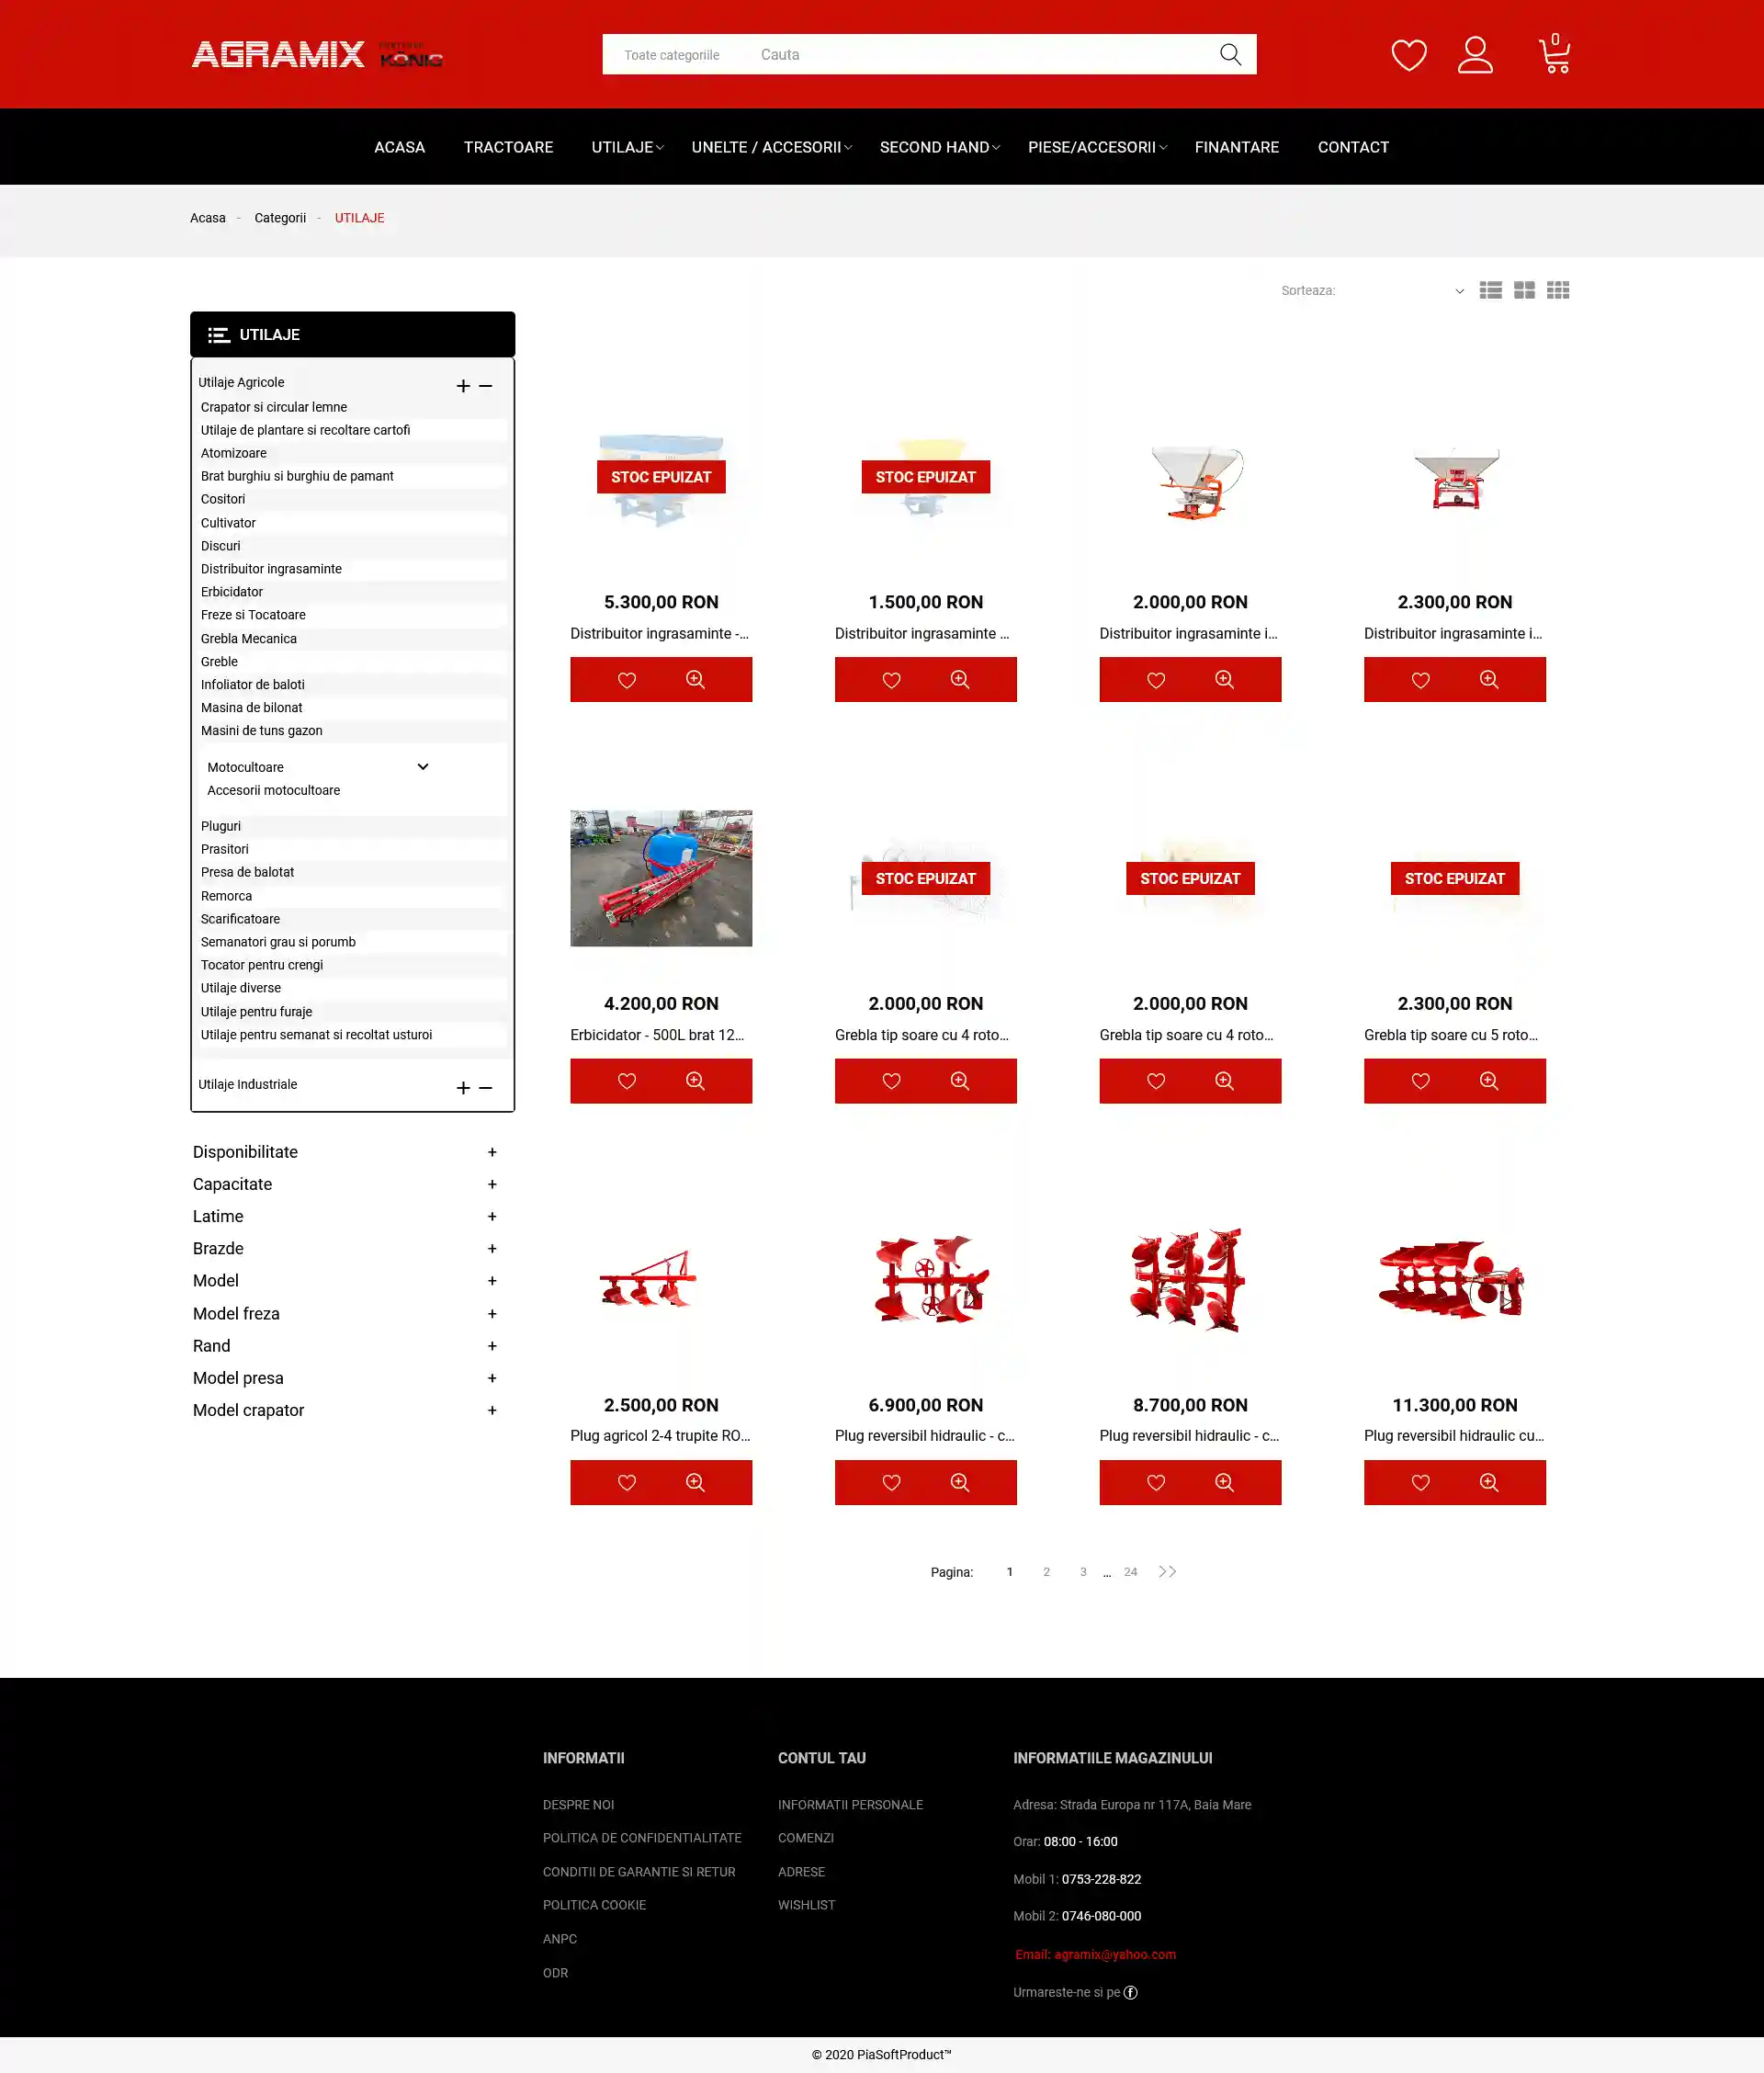 AGRAMIX
KÖNIG
Toate categoriile
Cauta
0
ACASA
TRACTOARE
UTILAJE
UNELTE / ACCESORII
SECOND HAND
PIESE/ACCESORII
FINANTARE
CONTACT
Acasa - Categorii - UTILAJE
Sorteaza:
UTILAJE
Utilaje Agricole
Crapator si circular lemne
Utilaje de plantare si recoltare cartofi
Atomizoare
Brat burghiu si burghiu de pamant
Cositori
Cultivator
Discuri
Distribuitor ingrasaminte
Erbicidator
Freze si Tocatoare
Grebla Mecanica
Greble
Infoliator de baloti
Masina de bilonat
Masini de tuns gazon
Motocultoare
Accesorii motocultoare
Pluguri
Prasitori
Presa de balotat
Remorca
Scarificatoare
Semanatori grau si porumb
Tocator pentru crengi
Utilaje diverse
Utilaje pentru furaje
Utilaje pentru semanat si recoltat usturoi
Utilaje Industriale
Disponibilitate +
Capacitate +
Latime +
Brazde +
Model +
Model freza +
Rand +
Model presa +
Model crapator +
STOC EPUIZAT
5.300,00 RON
Distribuitor ingrasaminte -...
STOC EPUIZAT
1.500,00 RON
Distribuitor ingrasaminte ...
2.000,00 RON
Distribuitor ingrasaminte i...
2.300,00 RON
Distribuitor ingrasaminte i...
4.200,00 RON
Erbicidator - 500L brat 12...
STOC EPUIZAT
2.000,00 RON
Grebla tip soare cu 4 roto...
STOC EPUIZAT
2.000,00 RON
Grebla tip soare cu 4 roto...
STOC EPUIZAT
2.300,00 RON
Grebla tip soare cu 5 roto...
2.500,00 RON
Plug agricol 2-4 trupite RO...
6.900,00 RON
Plug reversibil hidraulic - c...
8.700,00 RON
Plug reversibil hidraulic - c...
11.300,00 RON
Plug reversibil hidraulic cu...
Pagina: 1 2 3 ... 24
INFORMATII
DESPRE NOI
POLITICA DE CONFIDENTIALITATE
CONDITII DE GARANTIE SI RETUR
POLITICA COOKIE
ANPC
ODR
CONTUL TAU
INFORMATII PERSONALE
COMENZI
ADRESE
WISHLIST
INFORMATIILE MAGAZINULUI
Adresa: Strada Europa nr 117A, Baia Mare
Orar: 08:00 - 16:00
Mobil 1: 0753-228-822
Mobil 2: 0746-080-000
Email: agramix@yahoo.com
Urmareste-ne si pe
© 2020 PiaSoftProduct™